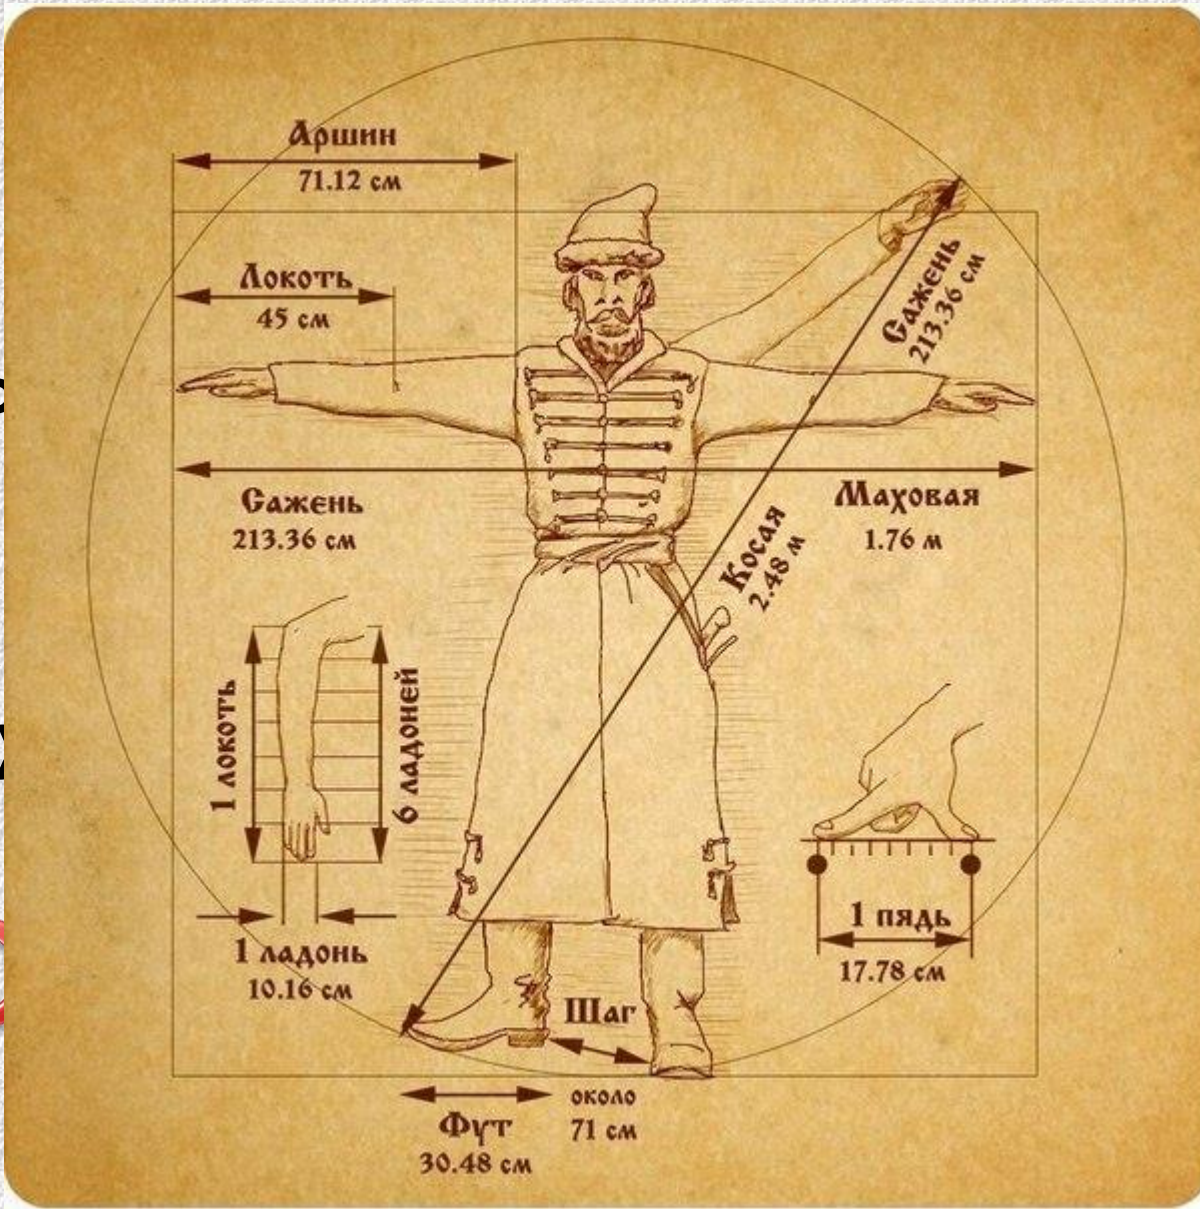 Аршин
71.12 см
Локоть
45 см
Сажень
213.36 см
Сажень
213.36 см
Маховая
1.76 м
Косая
2.48 м
1 локоть
6 ладоней
1 ладонь
10.16 см
1 пядь
17.78 см
Шаг
около
71 см
Фут
30.48 см